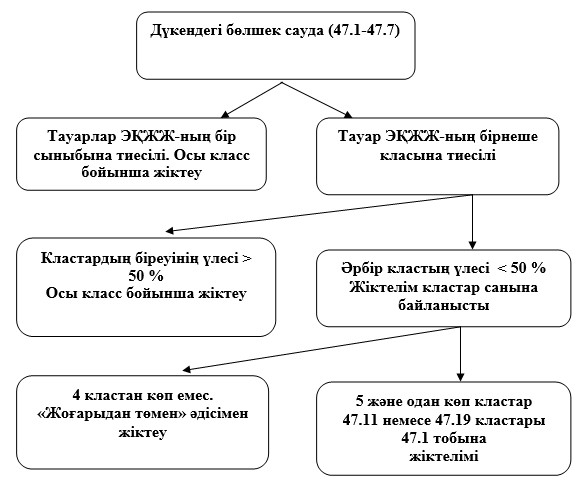 Дүкендегі бөлшек сауда (47.1-47.7)
Тауарлар ЭҚЖЖ-ның бір
сыныбына тиесілі. Осы класс
бойынша жіктеу
Тауар ЭҚЖЖ-ның бірнеше
класына тиесілі
Кластардың біреуінің үлесі >
50 %
Осы класс бойынша жіктеу
Әрбір кластың үлесі < 50 %
Жіктелім кластар санына
байланысты
4 кластан көп емес.
«Жоғарыдан төмен» әдісімен
жіктеу
5 және одан көп кластар
47.11 немесе 47.19 кластары
47.1 тобына
жіктелімі